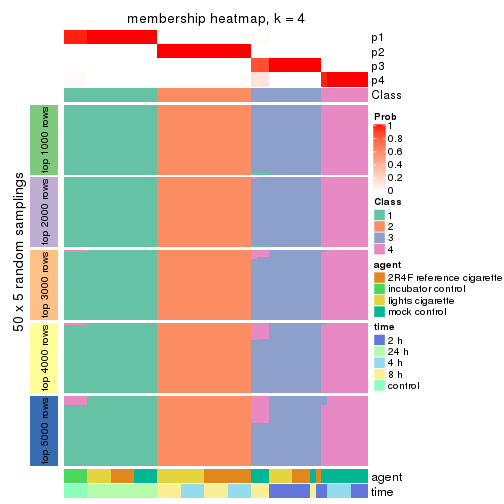 membership heatmap, k = 4
p1
p2
p3
p4
Class
50 x 5 random samplings
top 1000 rows
top 2000 rows
top 3000 rows
top 4000 rows
top 5000 rows
agent
time
Prob
1
0.8
0.6
0.4
0.2
0
Class
1
2
3
4
agent
2R4F reference cigarette
incubator control
lights cigarette
mock control
time
2 h
24 h
4 h
8 h
control